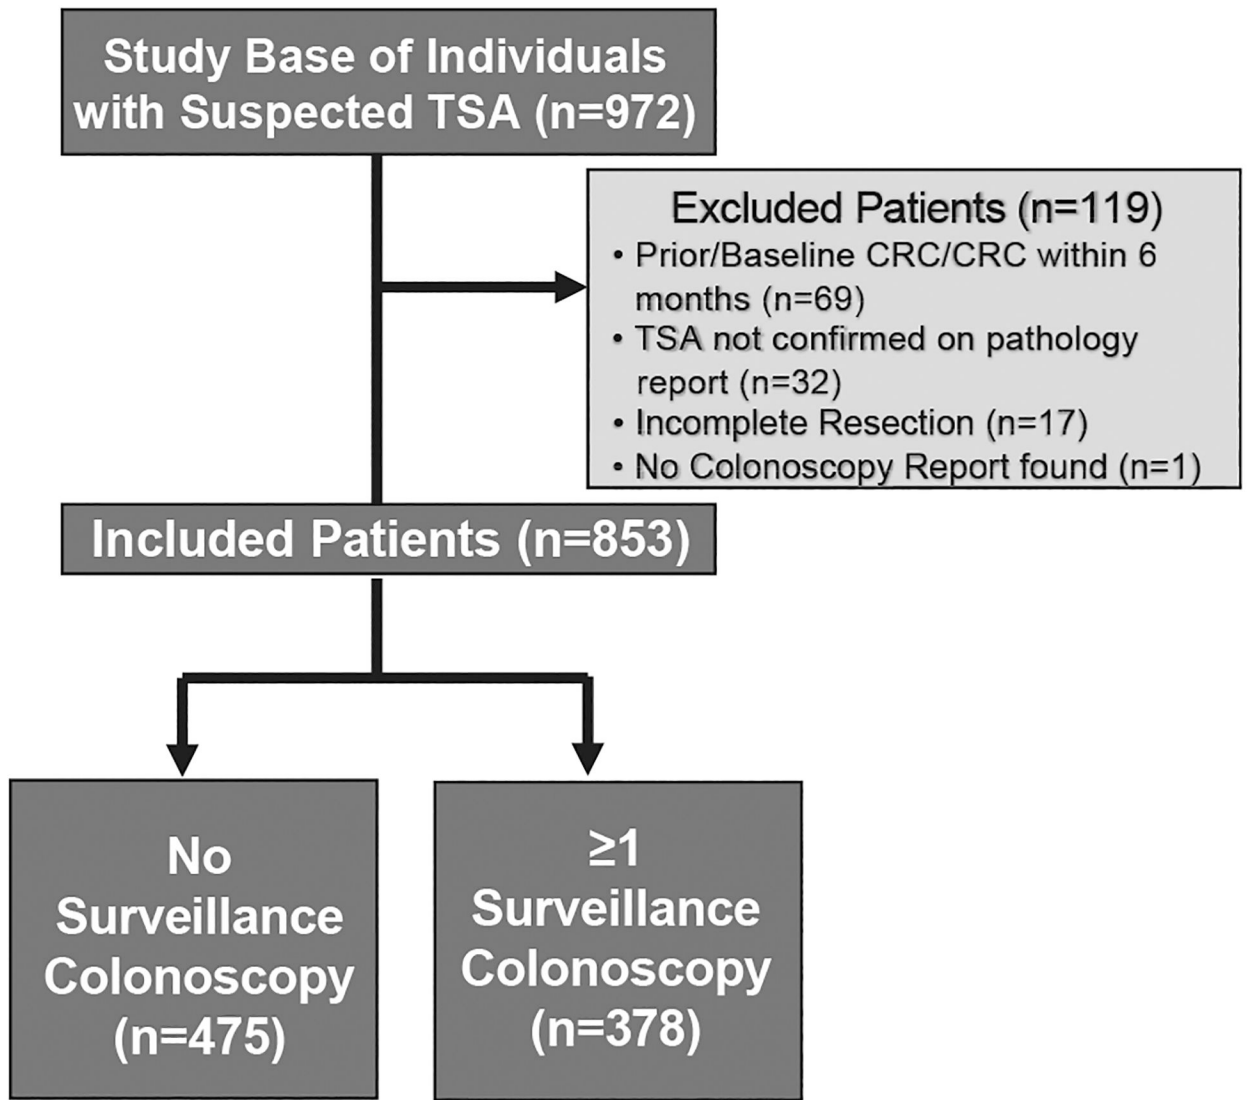 Study Base of Individuals
with Suspected TSA (n=972)
Excluded Patients (n=119)
• Prior/Baseline CRC/CRC within 6
months (n=69)
• TSA not confirmed on pathology
report (n=32)
• Incomplete Resection (n=17)
• No Colonoscopy Report found (n=1)
Included Patients (n=853)
No
Surveillance
Colonoscopy
(n=475)
≥1
Surveillance
Colonoscopy
(n=378)